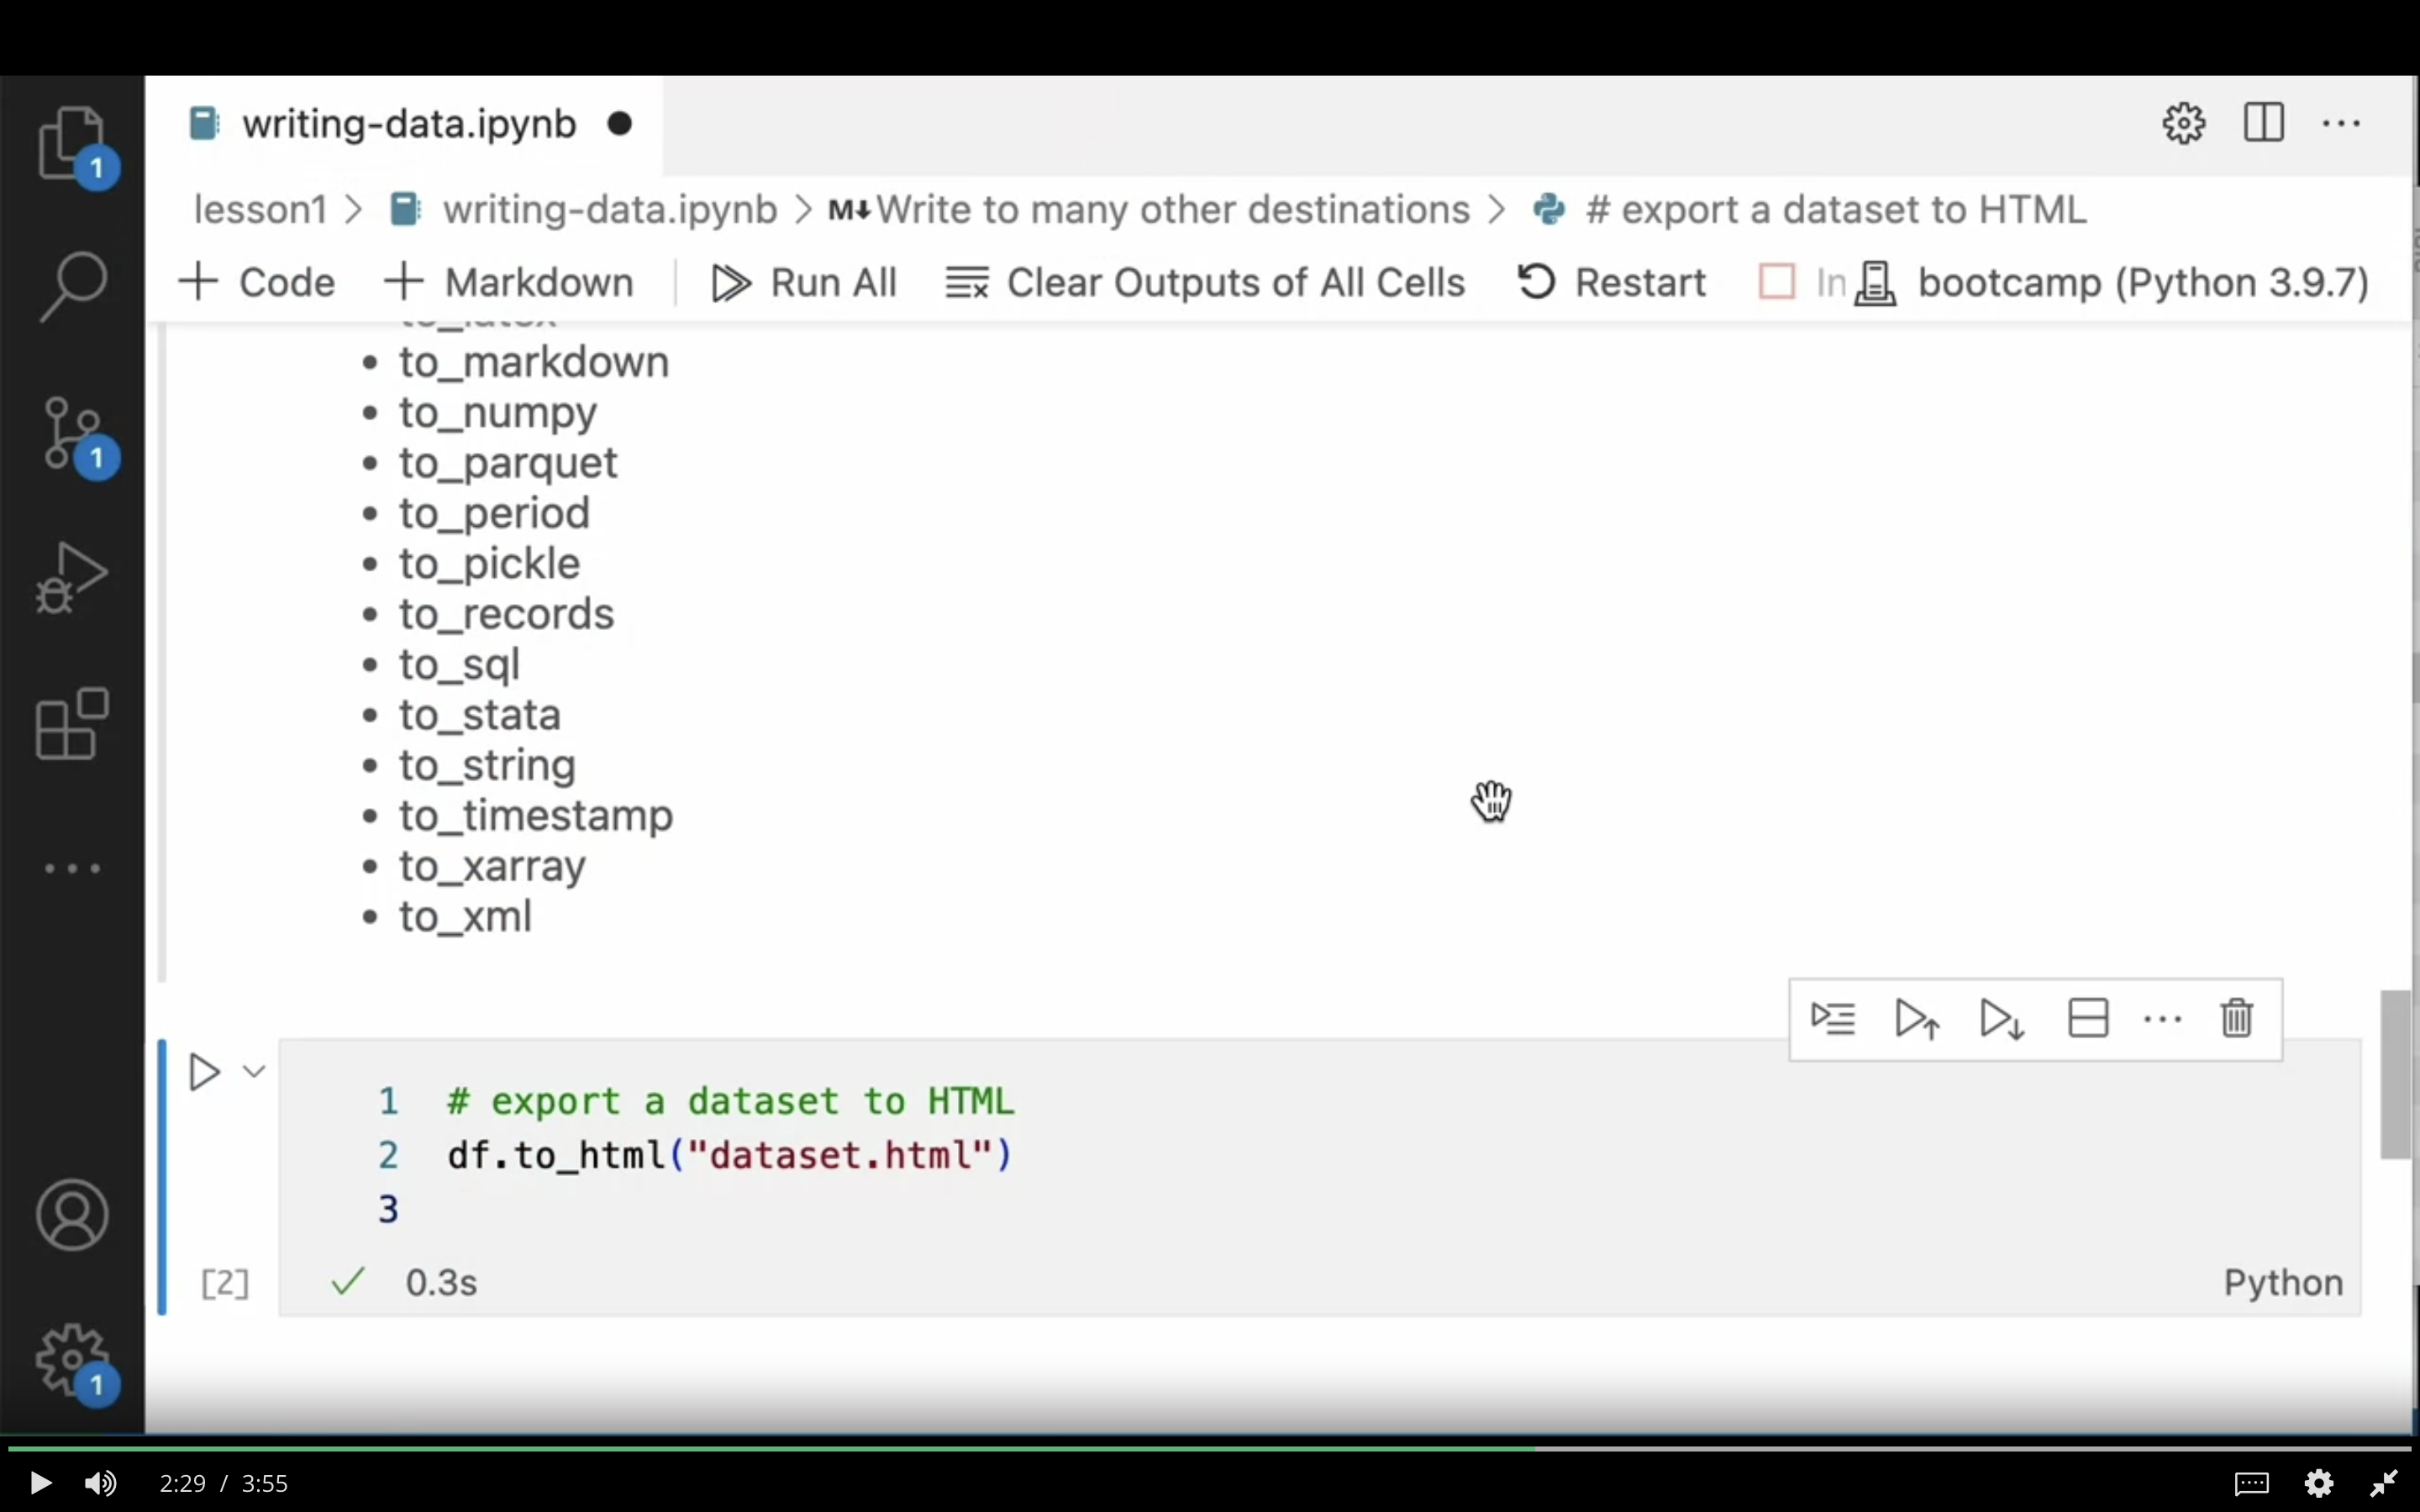 writing-data.ipynb
1
lesson1 > writing-data.ipynb > M↓ Write to many other destinations > # export a dataset to HTML
+ Code + Markdown Run All Clear Outputs of All Cells Restart In bootcamp (Python 3.9.7)
• to_markdown
• to_numpy
• to_parquet
1
• to_period
• to_pickle
• to_records
• to_sql
• to_stata
• to_string
• to_timestamp
• to_xarray
• to_xml
1 # export a dataset to HTML
2 df.to_html("dataset.html")
3
[2] ✓ 0.3s Python
1
2:29 / 3:55